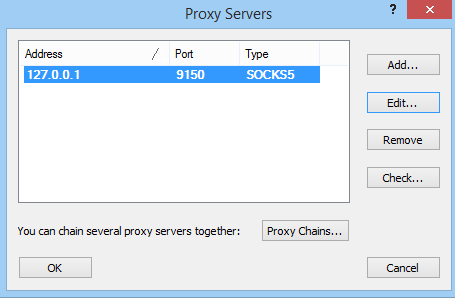 Proxy Servers
? ×
Address / Port Type
127.0.0.1 9150 SOCKS5
Add...
Edit...
Remove
Check...
You can chain several proxy servers together: Proxy Chains...
OK Cancel